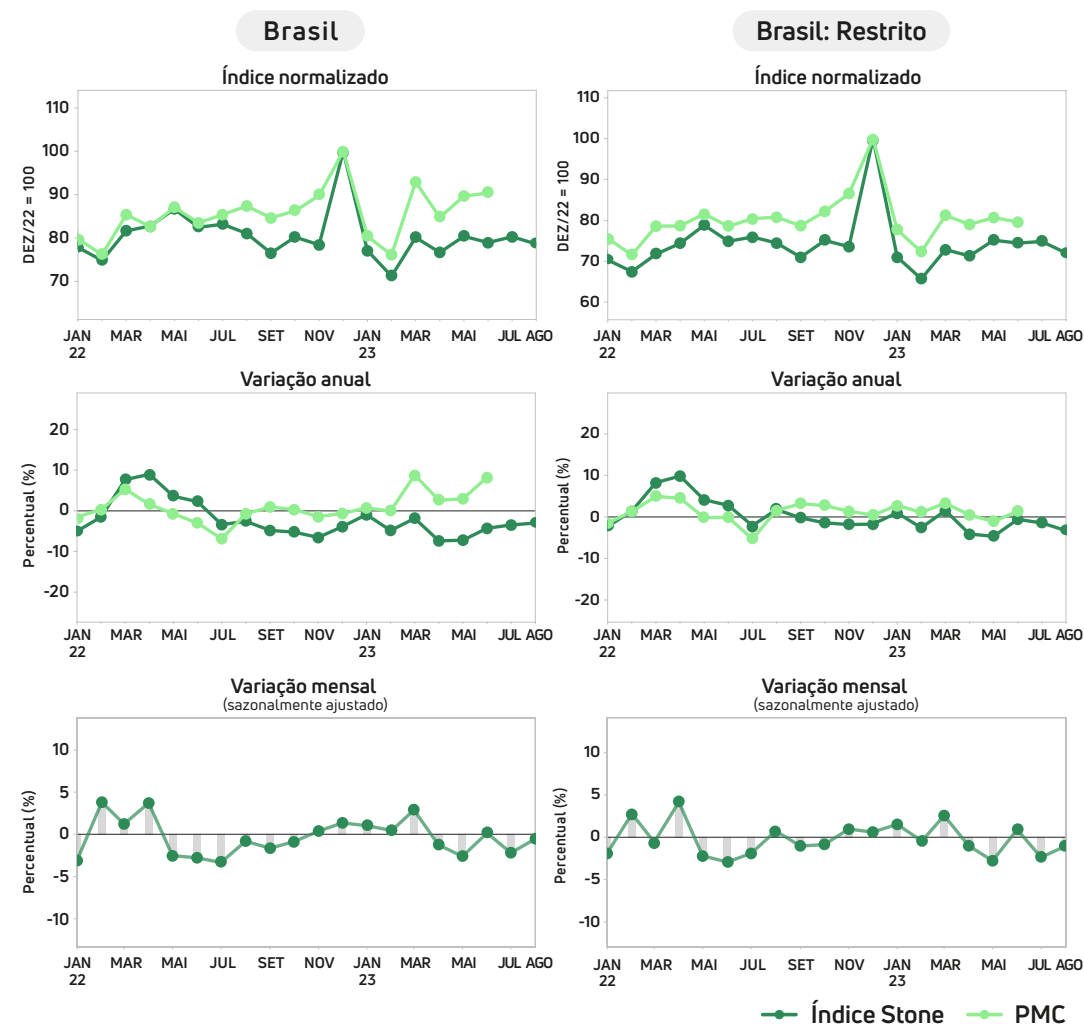 Brasil
Índice normalizado
DEZ/22 = 100
110
100
90
80
70
JAN MAR MAI JUL SET NOV JAN MAR MAI JUL AGO
22 23
Variação anual
Percentual (%)
20
10
0
-10
-20
JAN MAR MAI JUL SET NOV JAN MAR MAI JUL AGO
22 23
Variação mensal
(sazonalmente ajustado)
Percentual (%)
10
5
0
-5
-10
JAN MAR MAI JUL SET NOV JAN MAR MAI JUL AGO
22 23
Brasil: Restrito
Índice normalizado
DEZ/22 = 100
110
100
90
80
70
60
JAN MAR MAI JUL SET NOV JAN MAR MAI JUL AGO
22 23
Variação anual
Percentual (%)
20
10
0
-10
-20
JAN MAR MAI JUL SET NOV JAN MAR MAI JUL AGO
22 23
Variação mensal
(sazonalmente ajustado)
Percentual (%)
10
5
0
-5
-10
JAN MAR MAI JUL SET NOV JAN MAR MAI JUL AGO
22 23
Índice Stone PMC